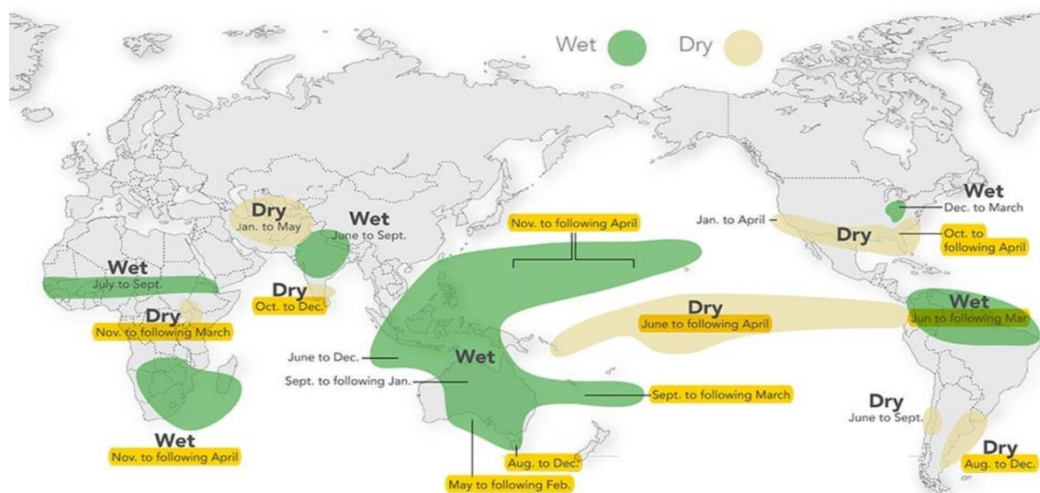 Wet Dry
Wet
Dec. to March
Dry
Jan. to May
Wet
June to Sept.
Nov. to following April
Jan. to April
Dry
Oct. to
following April
Wet
July to Sept.
Dry
Oct. to Dec.
Dry
Nov. to following March
Dry
June to following April
Wet
Jun to following Mar
June to Dec.
Wet
Sept. to following Jan.
Sept. to following March
Dry
June to Sept.
Wet
Nov. to following April
Aug. to Dec.
May to following Feb.
Dry
Aug. to Dec.